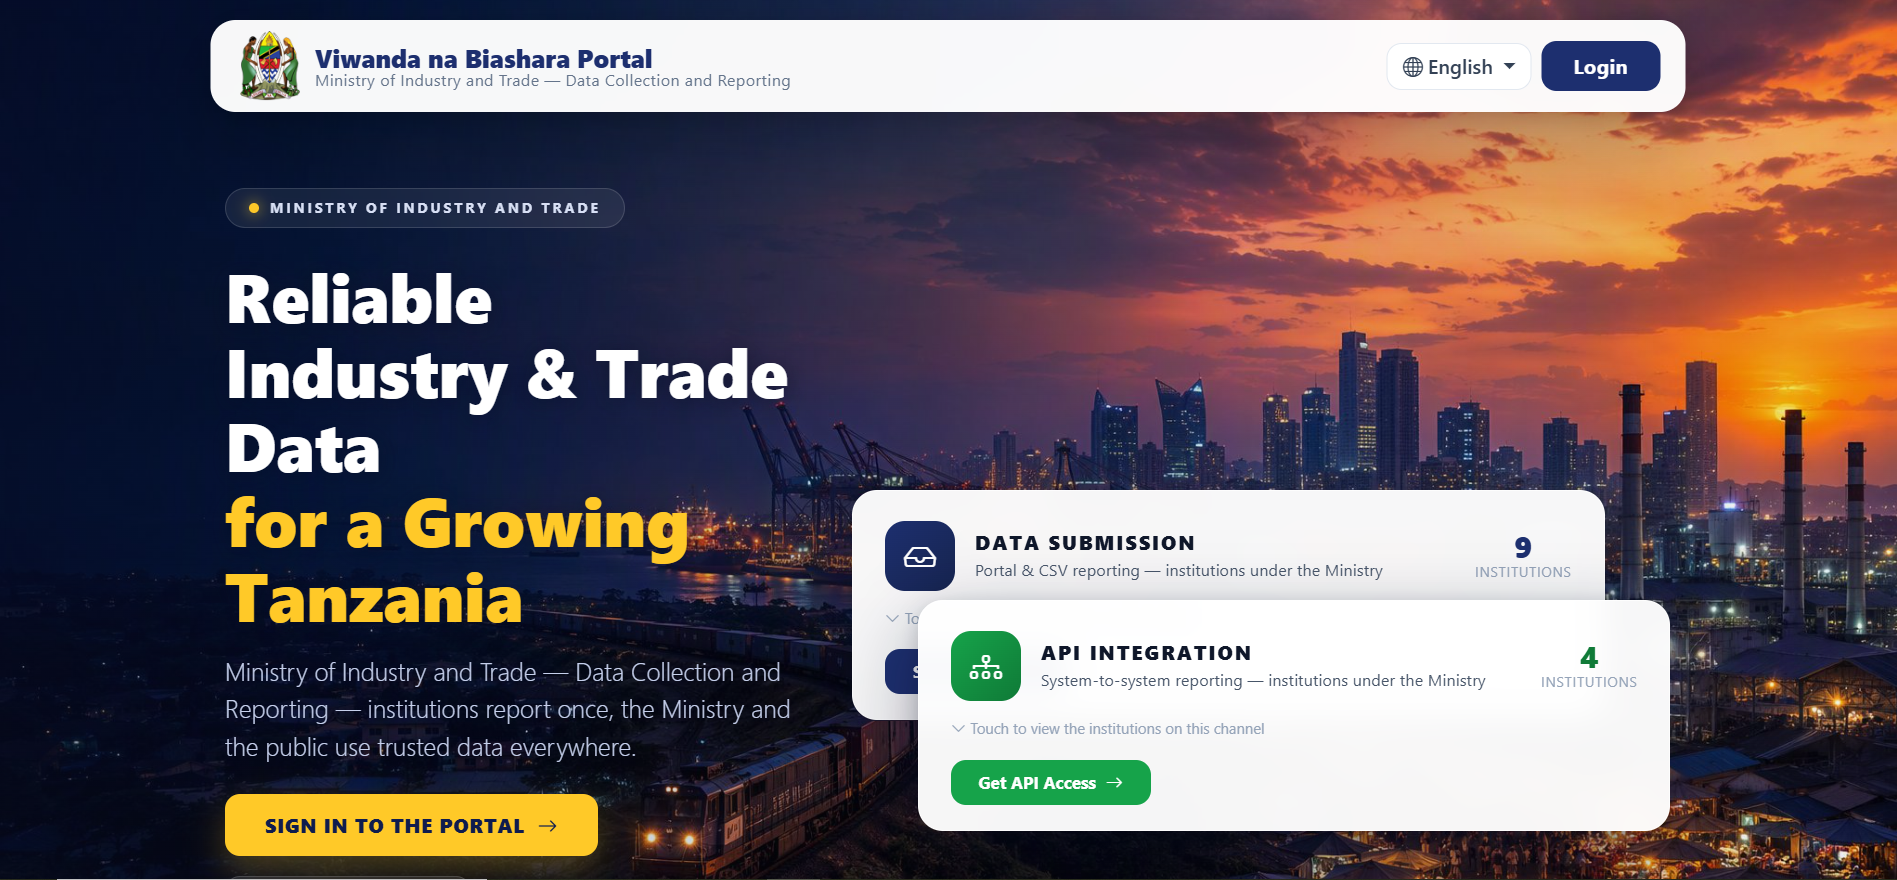 Viwanda na Biashara Portal
Ministry of Industry and Trade — Data Collection and Reporting
English
Login
MINISTRY OF INDUSTRY AND TRADE
Reliable
Industry & Trade
Data
for a Growing
Tanzania
Ministry of Industry and Trade — Data Collection and
Reporting — institutions report once, the Ministry and
the public use trusted data everywhere.
SIGN IN TO THE PORTAL
DATA SUBMISSION
Portal & CSV reporting — institutions under the Ministry
9
INSTITUTIONS
API INTEGRATION
System-to-system reporting — institutions under the Ministry
4
INSTITUTIONS
Touch to view the institutions on this channel
Get API Access